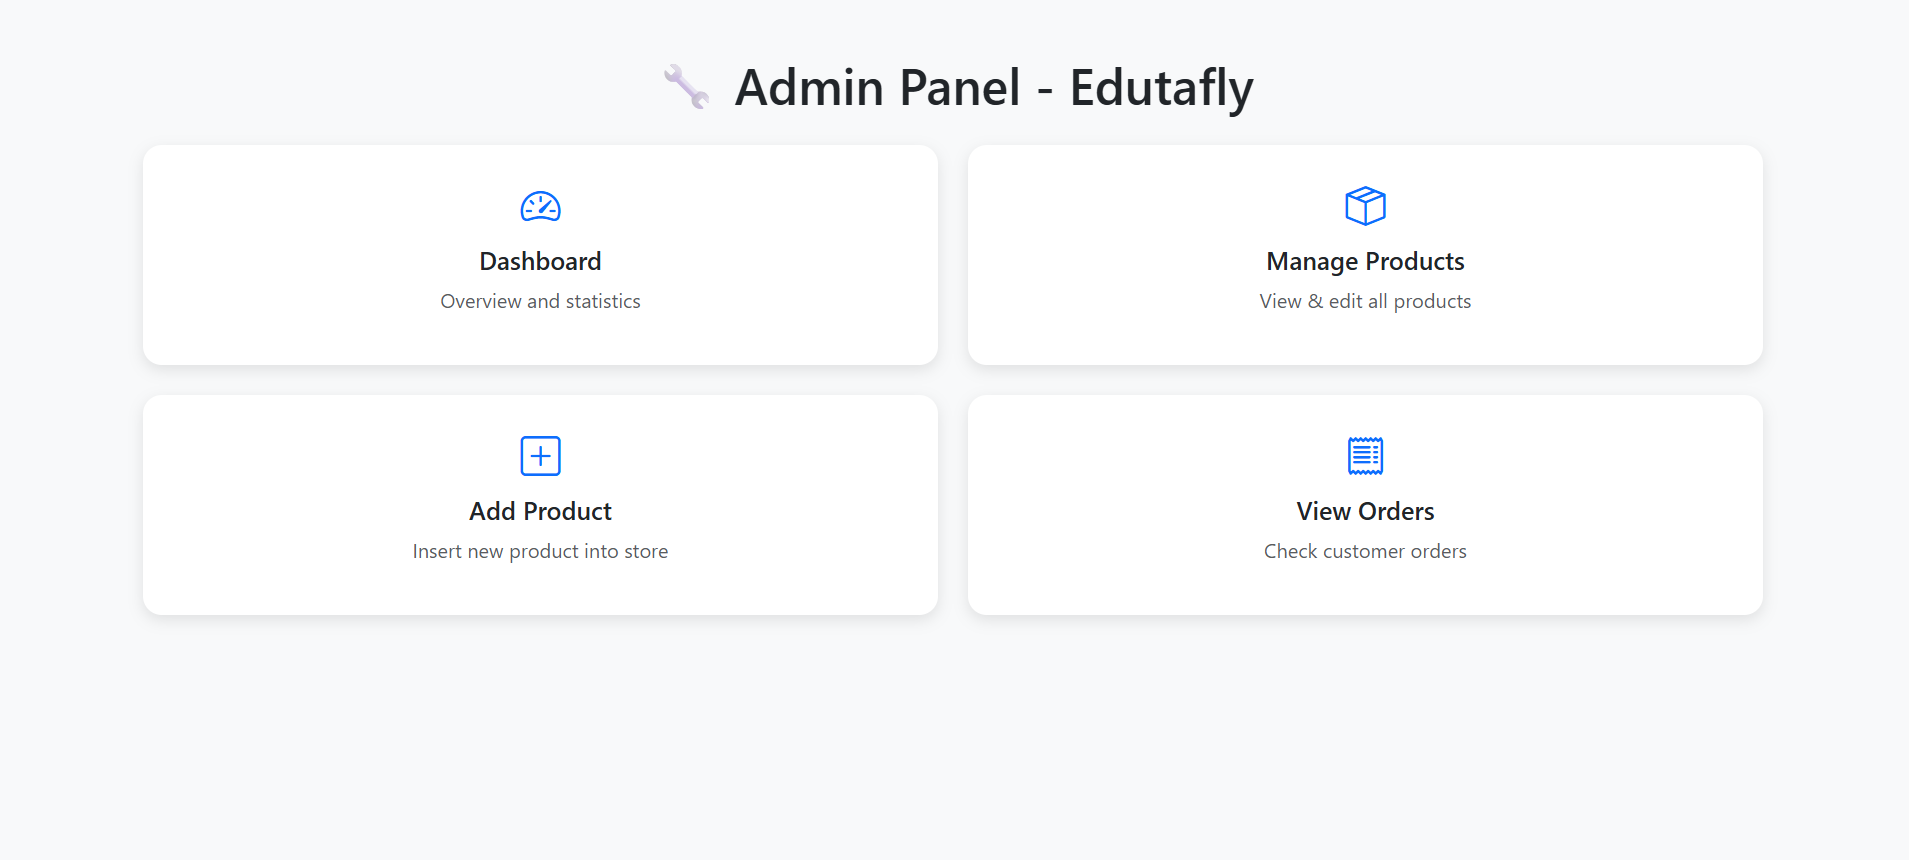 🔧 Admin Panel - Edutafly
Dashboard
Overview and statistics
Manage Products
View & edit all products
Add Product
Insert new product into store
View Orders
Check customer orders